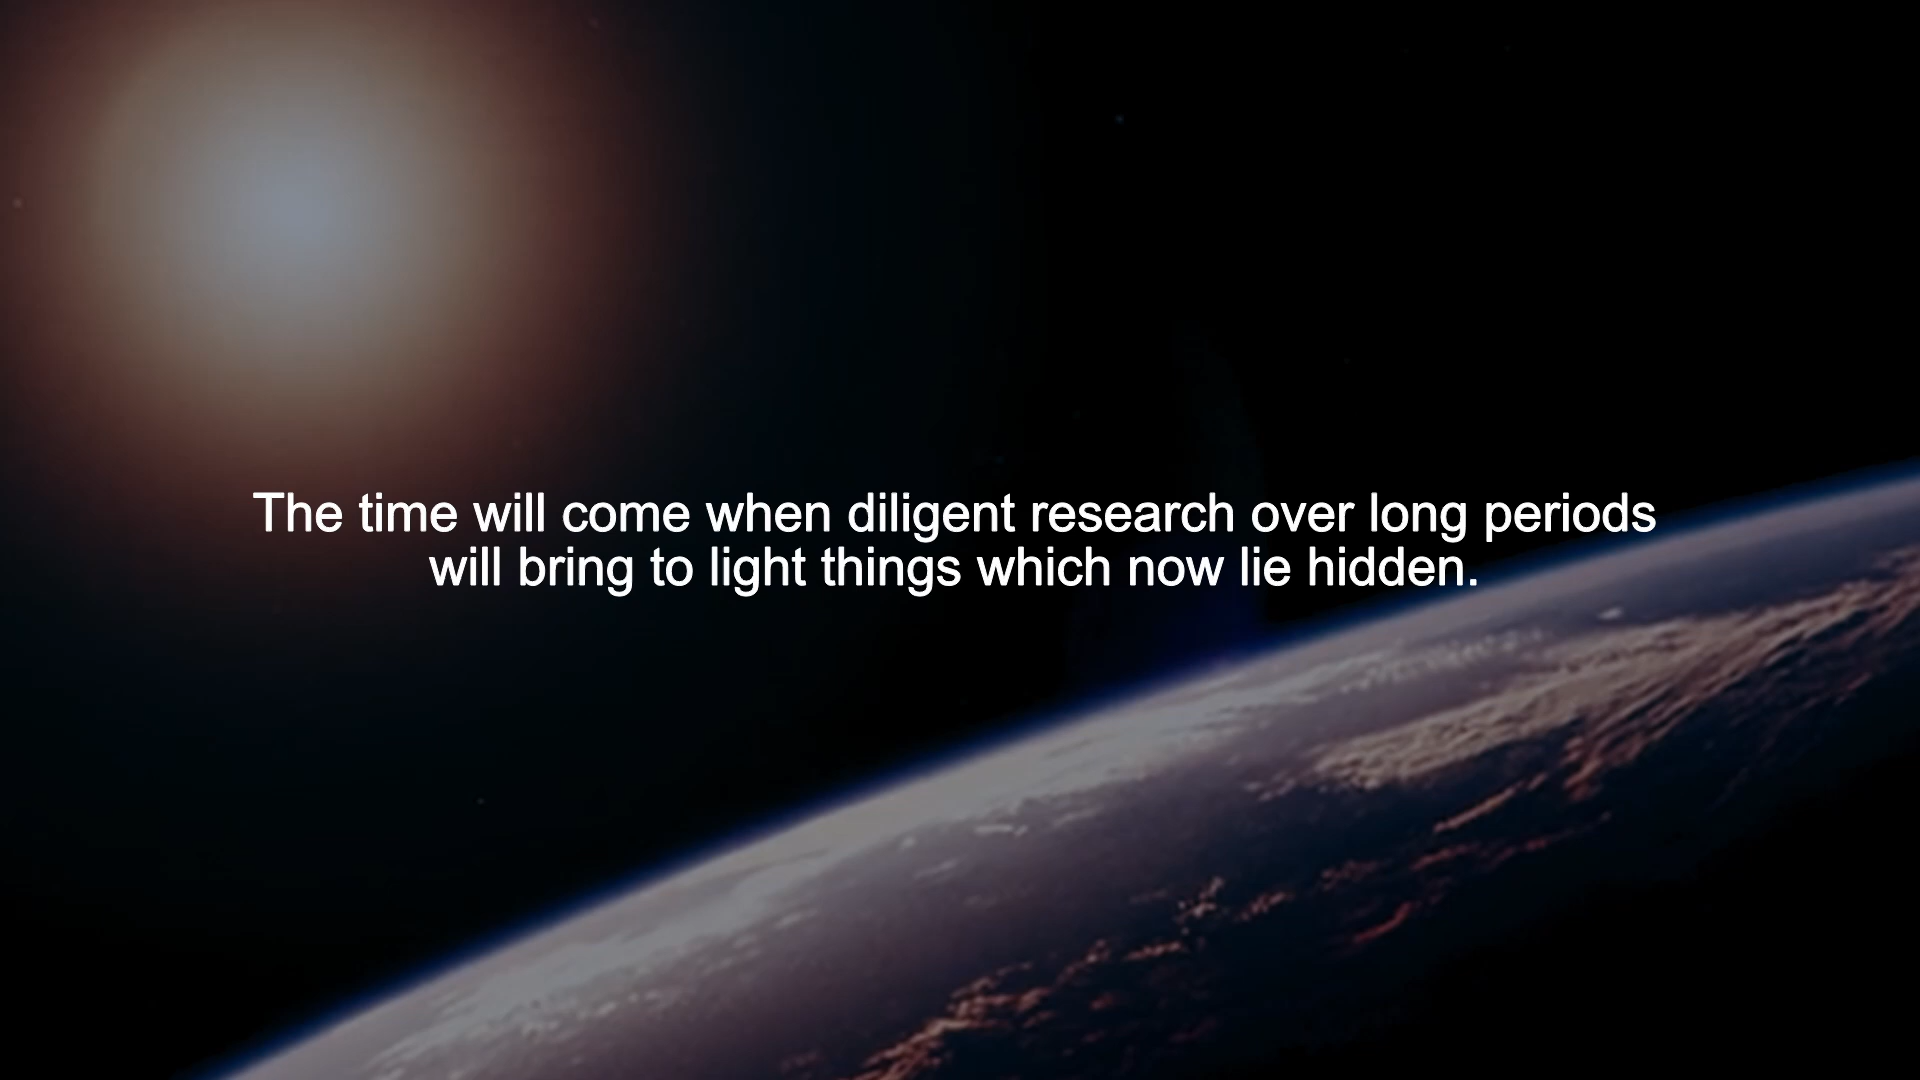 The time will come when diligent research over long periods
will bring to light things which now lie hidden.